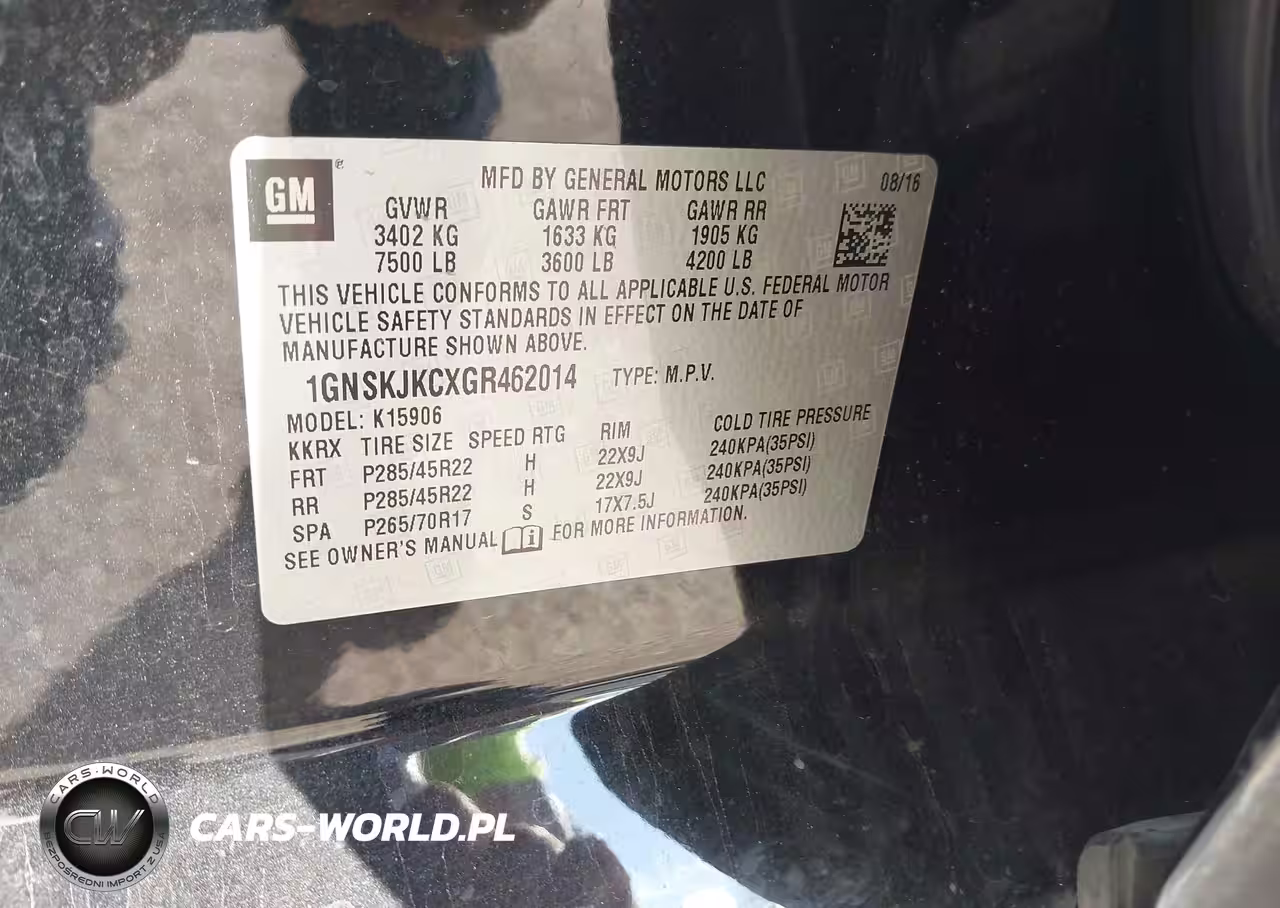 GM
MFD BY GENERAL MOTORS LLC 08/16
GVWR GAWR FRT GAWR RR
3402 KG 1633 KG 1905 KG
7500 LB 3600 LB 4200 LB
THIS VEHICLE CONFORMS TO ALL APPLICABLE U.S. FEDERAL MOTOR
VEHICLE SAFETY STANDARDS IN EFFECT ON THE DATE OF
MANUFACTURE SHOWN ABOVE.
1GNSKJKCXGR462014 TYPE: M.P.V.
MODEL: K15906
KKRX TIRE SIZE SPEED RTG RIM COLD TIRE PRESSURE
FRT P285/45R22 H 22X9J 240KPA(35PSI)
RR P285/45R22 H 22X9J 240KPA(35PSI)
SPA P265/70R17 S 17X7.5J 240KPA(35PSI)
SEE OWNER'S MANUAL FOR MORE INFORMATION.
CARS-WORLD
CW
BEZPOŚREDNI IMPORT Z USA
CARS-WORLD.PL